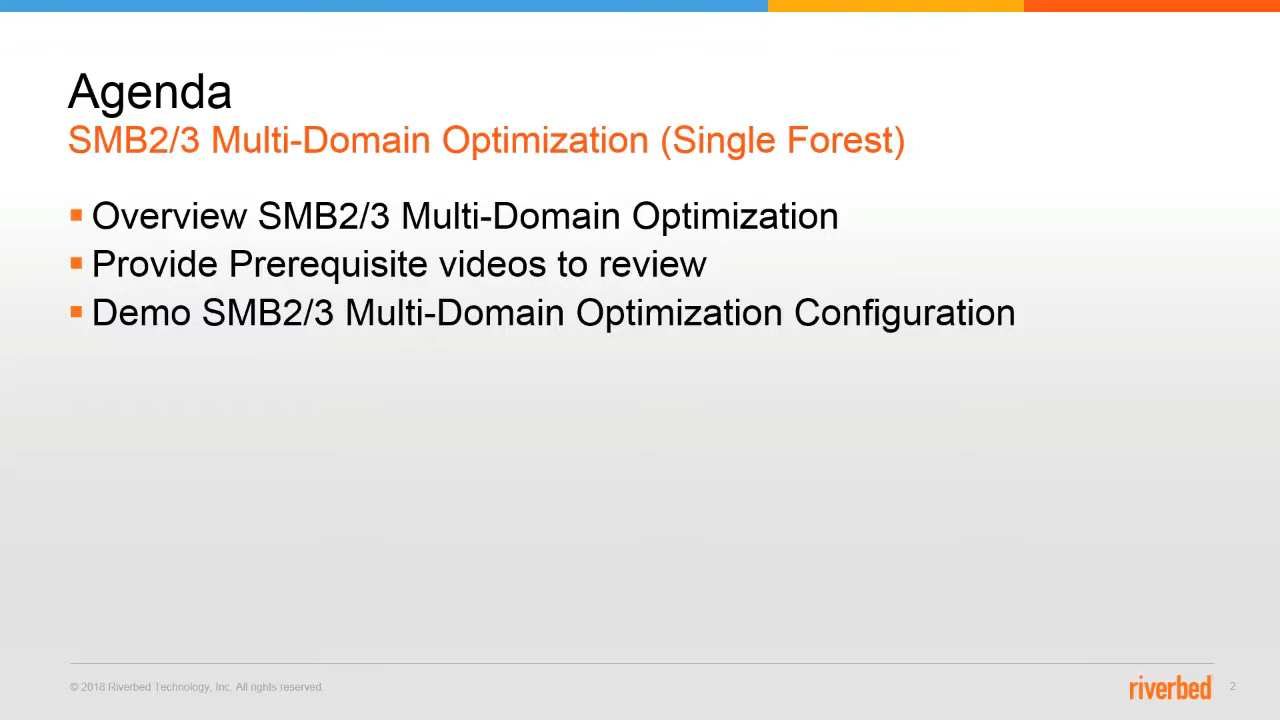 Agenda
SMB2/3 Multi-Domain Optimization (Single Forest)
Overview SMB2/3 Multi-Domain Optimization
Provide Prerequisite videos to review
Demo SMB2/3 Multi-Domain Optimization Configuration
© 2018 Riverbed Technology, Inc. All rights reserved.
riverbed
2